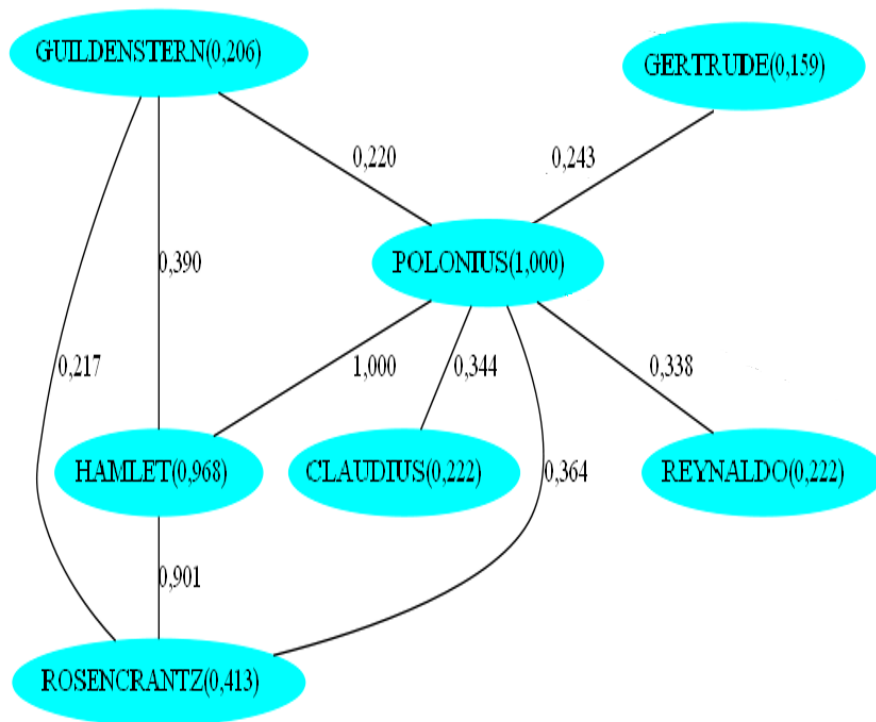 GUILDENSTERN(0,206)
GERTRUDE(0,159)
0,220
0,243
POLONIUS(1,000)
0,390
0,217
1,000
0,344
0,338
HAMLET(0,968)
CLAUDIUS(0,222)
0,364
REYNALDO(0,222)
0,901
ROSENCRANTZ(0,413)